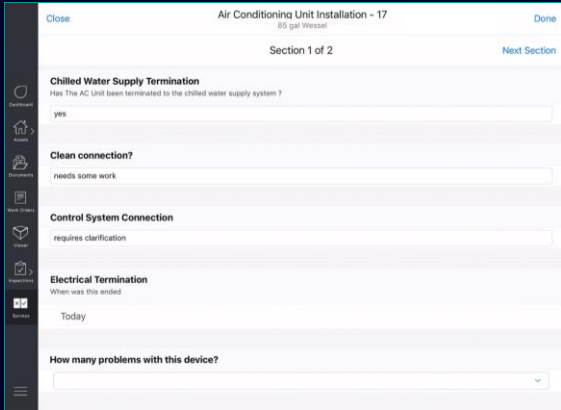 Close
Air Conditioning Unit Installation - 17
Done
85 gal Wessel
Section 1 of 2
Next Section
Chilled Water Supply Termination
Has The AC Unit been terminated to the chilled water supply system ?
yes
Clean connection?
needs some work
Control System Connection
requires clarification
Electrical Termination
When was this ended
Today
How many problems with this device?
Dashboard
Assets
Documents
Work Orders
Vessel
Inspections
Surveys